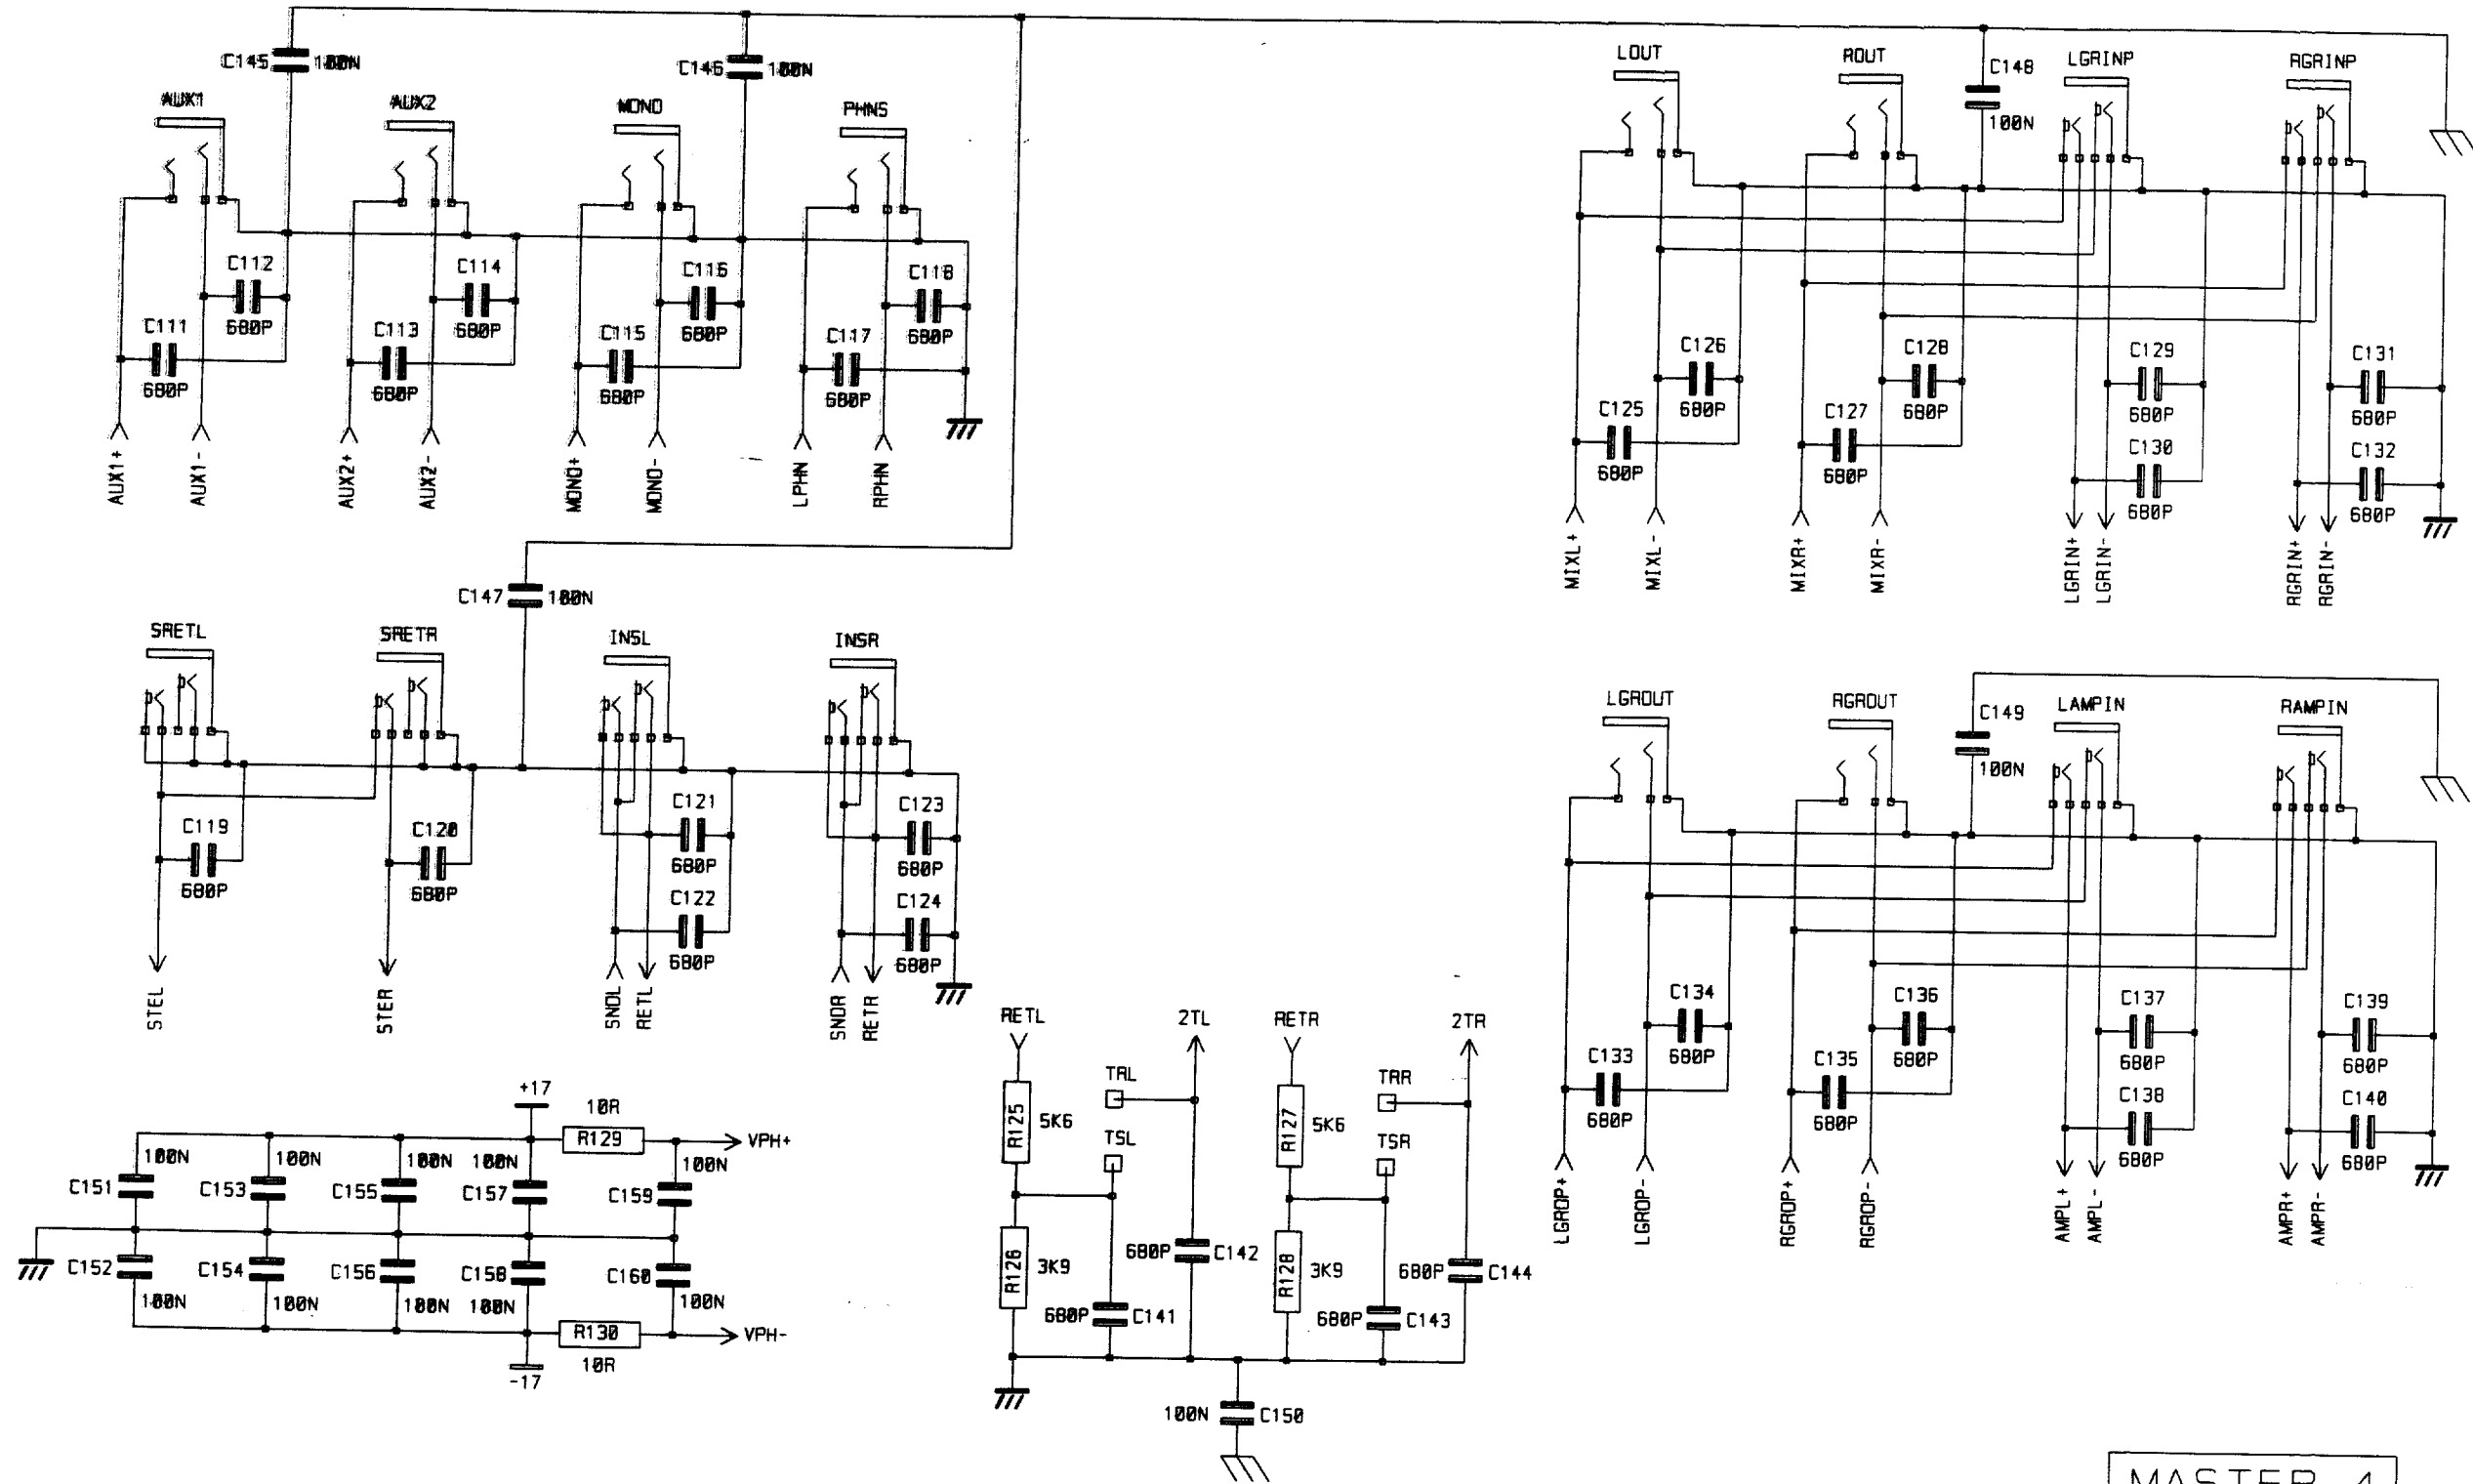 C145 100N
C146 100N
AUX1
AUX2
MONO
PHNS
C112
680P
C114
680P
C116
680P
C118
680P
C111
680P
C113
680P
C115
680P
C117
680P
AUX1+
AUX1-
AUX2+
AUX2-
MONO+
MONO-
LPHN
RPHN
LOUT
ROUT
C148
100N
LGRINP
RGRINP
C126
680P
C128
680P
C129
680P
C131
680P
C125
680P
C127
680P
C130
680P
C132
680P
MIXL+
MIXL-
MIXR+
MIXR-
LGRIN+
LGRIN-
RGRIN+
RGRIN-
C147 100N
SRETL
SRETR
INSL
INSR
C119
680P
C120
680P
C121
680P
C123
680P
C122
680P
C124
680P
STEL
STER
SNDL
RETL
SNDR
RETR
LGROUT
RGROUT
C149
100N
LAMPIN
RAMPIN
C134
680P
C136
680P
C137
680P
C139
680P
C133
680P
C135
680P
C138
680P
C140
680P
LGROP+
LGROP-
RGROP+
RGROP-
AMPL+
AMPL-
AMPR+
AMPR-
+17
10R
R129
VPH+
100N
100N
100N
100N
100N
C151
C153
C155
C157
C159
C152
C154
C156
C158
C160
100N
100N
100N
100N
100N
R130
VPH-
10R
-17
RETL
2TL
RETR
2TR
TRL
TRR
R125
5K6
TSL
R127
5K6
TSR
R126
3K9
680P C142
R128
3K9
680P C144
680P C141
680P C143
100N C150
MASTER 4